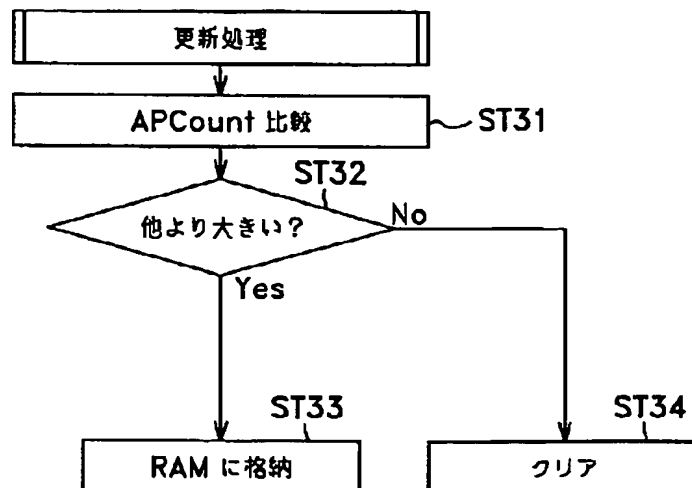 更新処理
APCount 比較
ST31
ST32
他より大きい?
No
Yes
ST33
ST34
RAM に格納
クリア